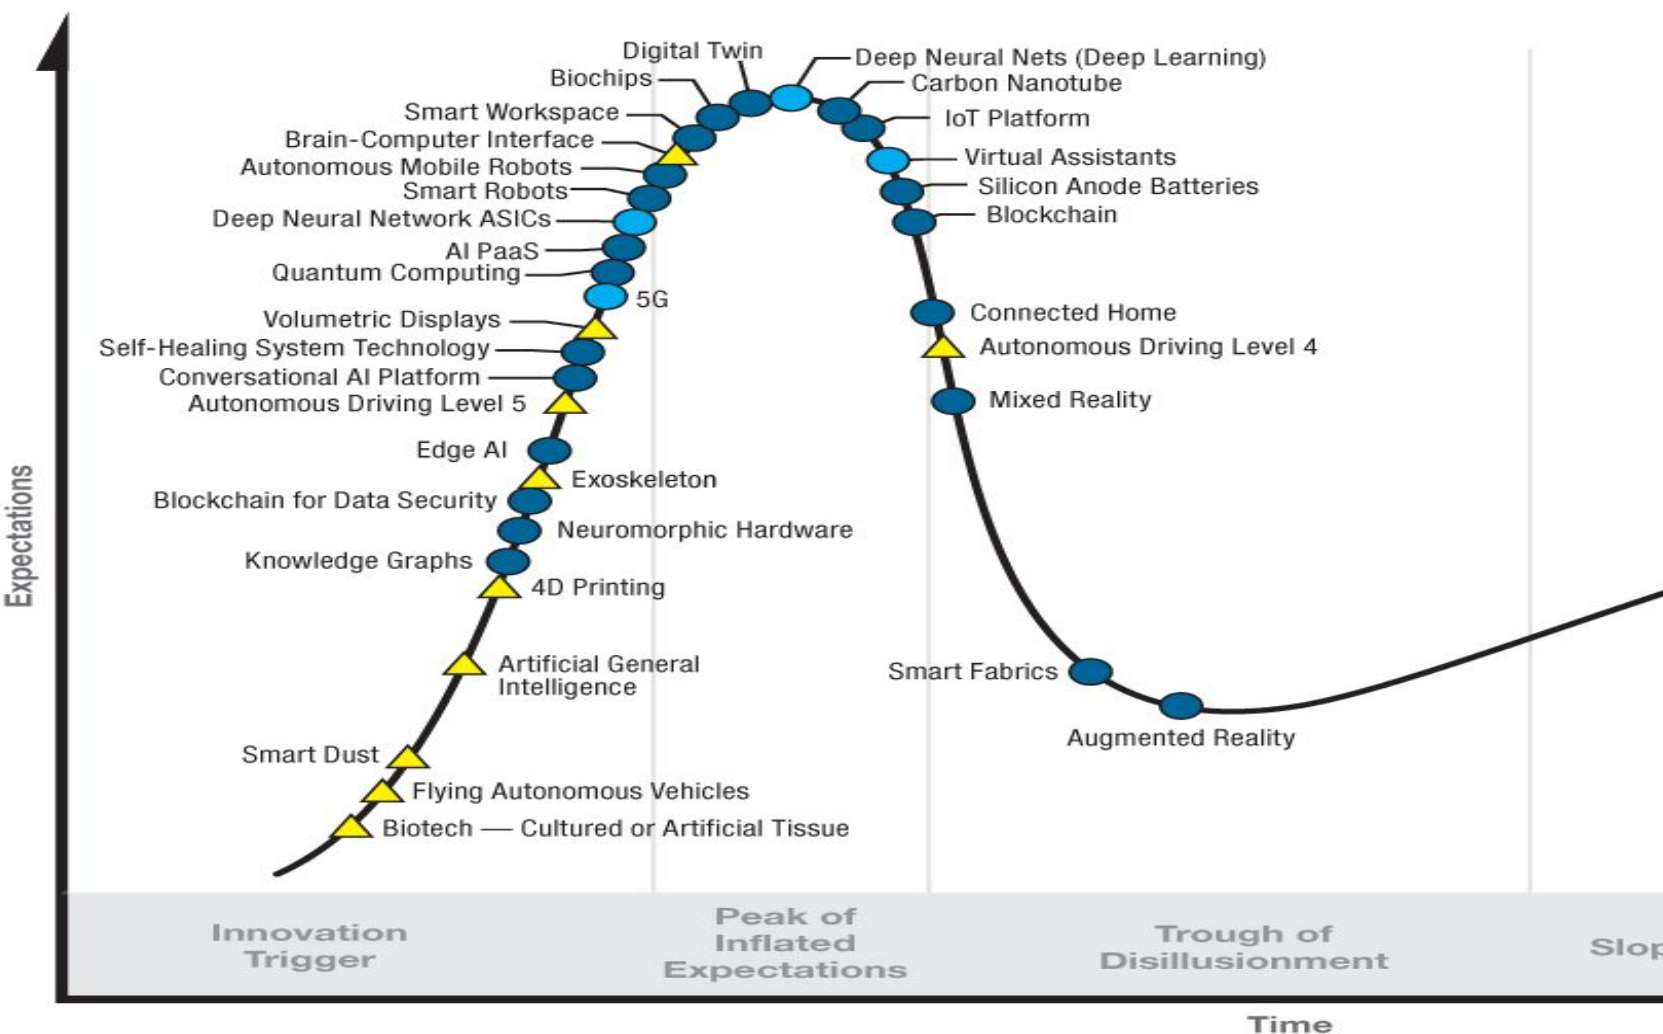 Digital Twin
Deep Neural Nets (Deep Learning)
Biochips
Carbon Nanotube
Smart Workspace
IoT Platform
Brain-Computer Interface
Virtual Assistants
Autonomous Mobile Robots
Silicon Anode Batteries
Smart Robots
Blockchain
Deep Neural Network ASICs
AI PaaS
Quantum Computing
5G
Connected Home
Volumetric Displays
Autonomous Driving Level 4
Self-Healing System Technology
Conversational AI Platform
Mixed Reality
Autonomous Driving Level 5
Edge AI
Exoskeleton
Blockchain for Data Security
Neuromorphic Hardware
Knowledge Graphs
4D Printing
Artificial General
Intelligence
Smart Fabrics
Augmented Reality
Smart Dust
Flying Autonomous Vehicles
Biotech — Cultured or Artificial Tissue
Expectations
Innovation
Trigger
Peak of
Inflated
Expectations
Trough of
Disillusionment
Slop
Time